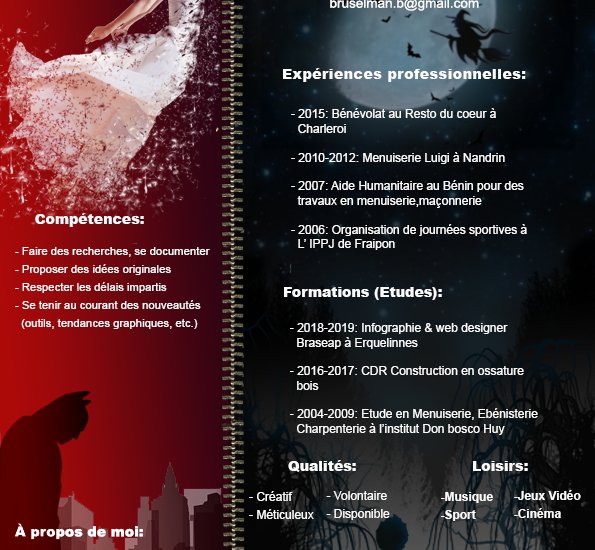 bruselman.b@gmail.com
Expériences professionnelles:
- 2015: Bénévolat au Resto du coeur à
Charleroi
- 2010-2012: Menuiserie Luigi à Nandrin
- 2007: Aide Humanitaire au Bénin pour des
travaux en menuiserie,maçonnerie
- 2006: Organisation de journées sportives à
L' IPPJ de Fraipon
Compétences:
- Faire des recherches, se documenter
- Proposer des idées originales
- Respecter les délais impartis
- Se tenir au courant des nouveautés
(outils, tendances graphiques, etc.)
Formations (Etudes):
- 2018-2019: Infographie & web designer
Braseap à Erquelinnes
- 2016-2017: CDR Construction en ossature
bois
- 2004-2009: Etude en Menuiserie, Ebénisterie
Charpenterie à l'institut Don bosco Huy
Qualités:
- Créatif
- Méticuleux
- Volontaire
- Disponible
Loisirs:
-Musique
-Sport
-Jeux Vidéo
-Cinéma
À propos de moi: